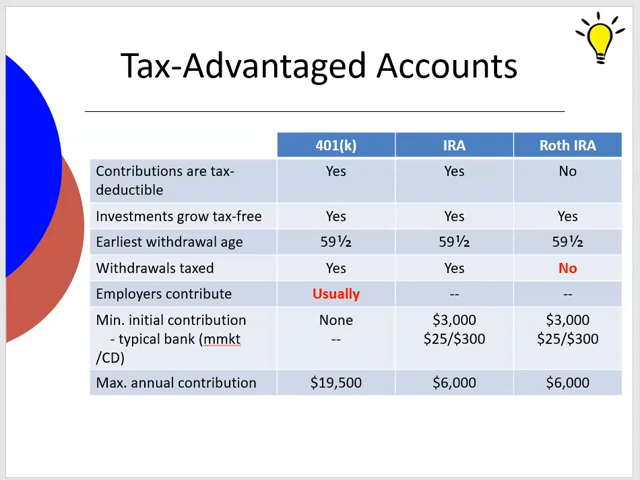 Tax-Advantaged Accounts
401(k) IRA Roth IRA
Contributions are tax-
deductible Yes Yes No
Investments grow tax-free Yes Yes Yes
Earliest withdrawal age 59½ 59½ 59½
Withdrawals taxed Yes Yes No
Employers contribute Usually -- --
Min. initial contribution None $3,000 $3,000
- typical bank (mmkt -- $25/$300 $25/$300
/CD)
Max. annual contribution $19,500 $6,000 $6,000